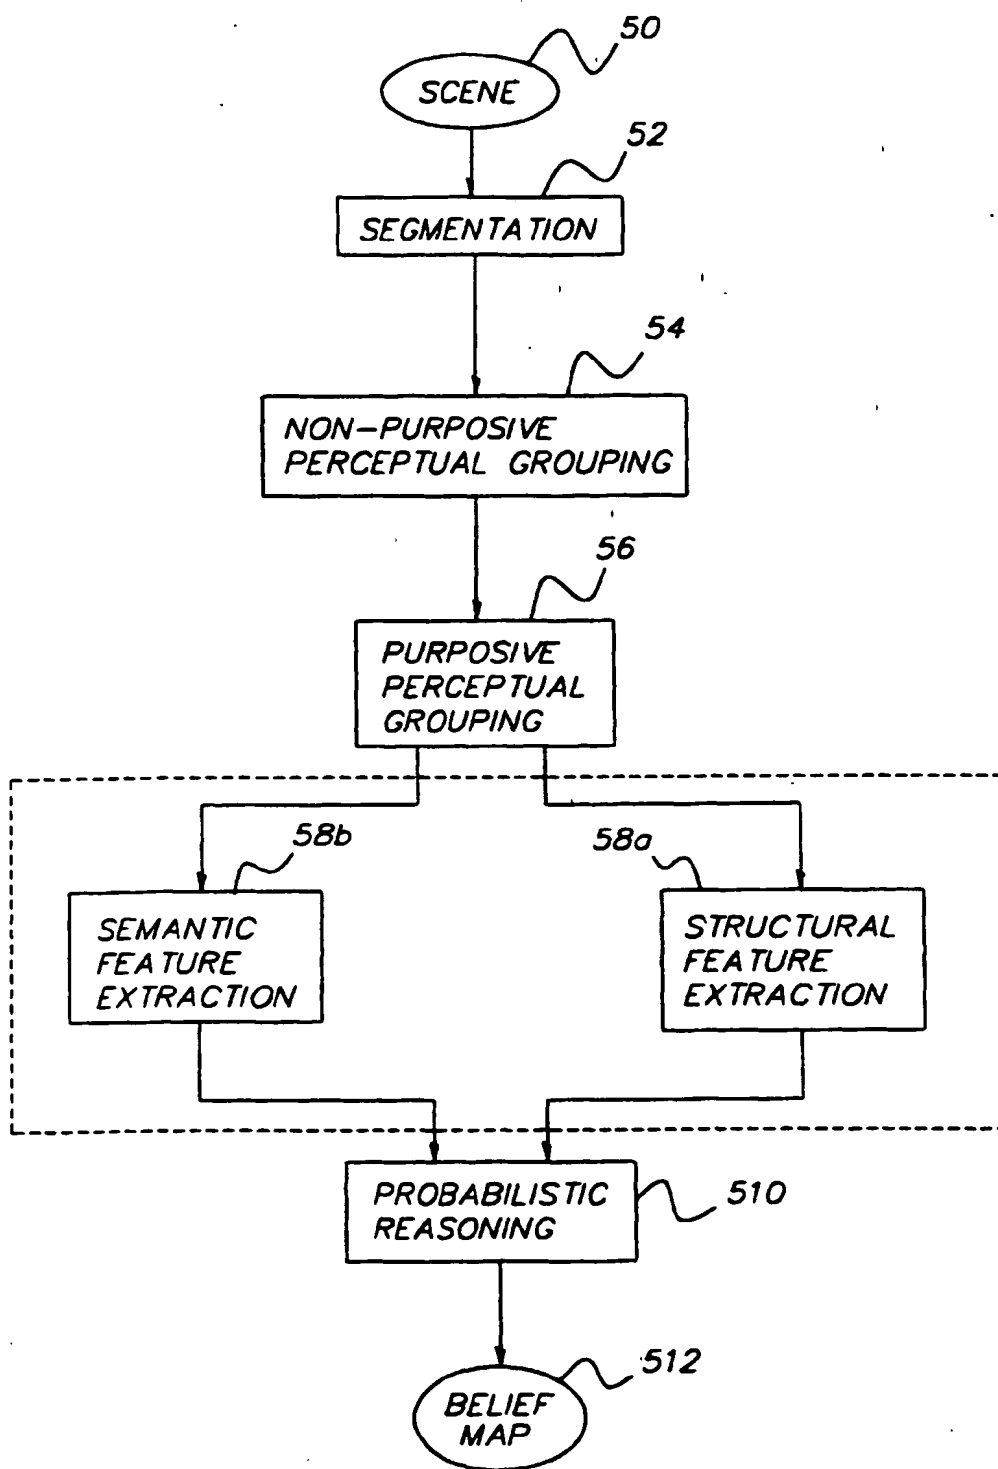 50
SCENE
52
SEGMENTATION
54
NON-PURPOSIVE
PERCEPTUAL GROUPING
56
PURPOSIVE
PERCEPTUAL
GROUPING
58b
SEMANTIC
FEATURE
EXTRACTION
58a
STRUCTURAL
FEATURE
EXTRACTION
510
PROBABILISTIC
REASONING
512
BELIEF
MAP